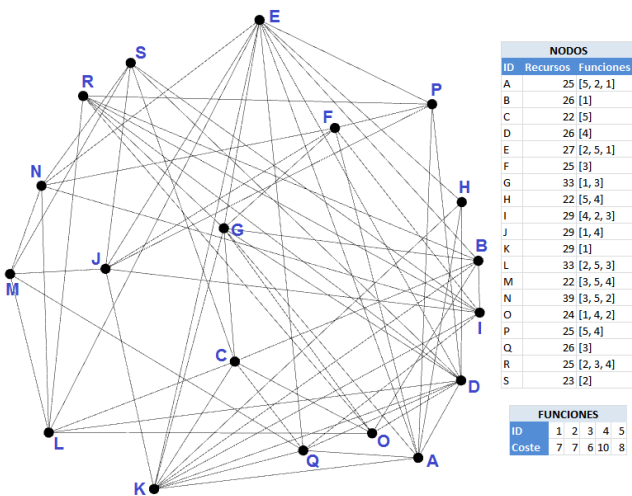 E
S
R
P
F
N
H
G
B
J
M
I
C
D
L
O
Q
A
K
NODOS
ID Recursos Funciones
A 25 [5, 2, 1]
B 26 [1]
C 22 [5]
D 26 [4]
E 27 [2, 5, 1]
F 25 [3]
G 33 [1, 3]
H 22 [5, 4]
I 29 [4, 2, 3]
J 29 [1, 4]
K 29 [1]
L 33 [2, 5, 3]
M 22 [3, 5, 4]
N 39 [3, 5, 2]
O 24 [1, 4, 2]
P 25 [5, 4]
Q 26 [3]
R 25 [2, 3, 4]
S 23 [2]
FUNCIONES
ID 1 2 3 4 5
Coste 7 7 6 10 8